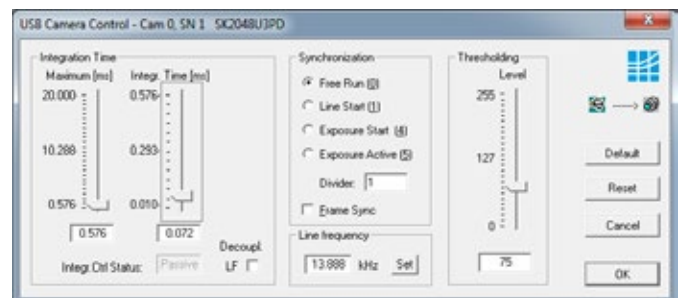 USB Camera Control - Cam 0, SN 1 SK2048U3PD
Integration Time
Maximum [ms]
Integr. Time [ms]
20.000
0.576
10.288
0.293
0.576
0.010
0.576
0.072
Decoupl.
Integr.Ctrl Status:
Passive
LF
Synchronization
Free Run (0)
Line Start (1)
Exposure Start (4)
Exposure Active (5)
Divider: 1
Frame Sync
Line frequency
13.888 kHz Set
Thresholding
Level
255
127
0
75
Default
Reset
Cancel
OK